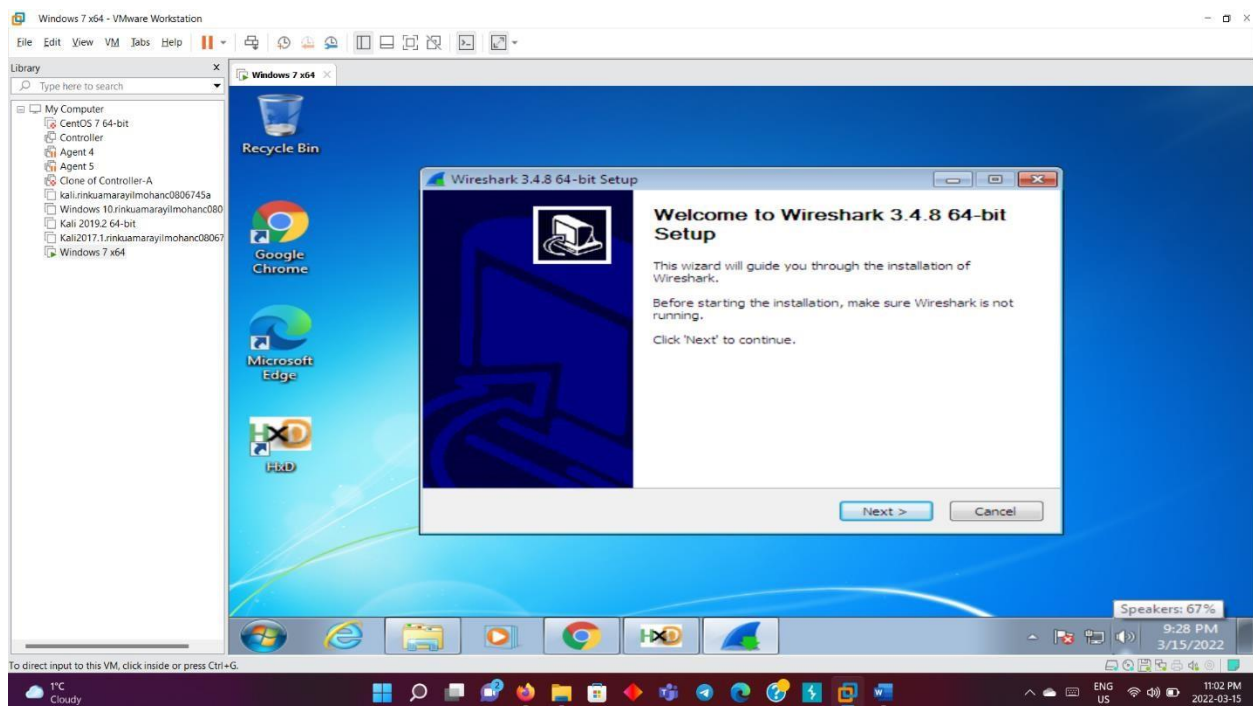 Windows 7 x64 - VMware Workstation
File Edit View VM Tabs Help
Library
Type here to search
My Computer
CentOS 7 64-bit
Controller
Agent 4
Agent 5
Clone of Controller-A
kali.rinkuamarayilmohanc0806745a
Windows 10.rinkuamarayilmohanc080
Kali 2019.2 64-bit
Kali2017.1.rinkuamarayilmohanc08067
Windows 7 x64
Windows 7 x64
Recycle Bin
Google
Chrome
Microsoft
Edge
HXD
HxD
Wireshark 3.4.8 64-bit Setup
Welcome to Wireshark 3.4.8 64-bit
Setup
This wizard will guide you through the installation of
Wireshark.
Before starting the installation, make sure Wireshark is not
running.
Click 'Next' to continue.
Next >
Cancel
Speakers: 67%
HXD
9:28 PM
3/15/2022
To direct input to this VM, click inside or press Ctrl+G.
1°C
Cloudy
ENG
US
11:02 PM
2022-03-15